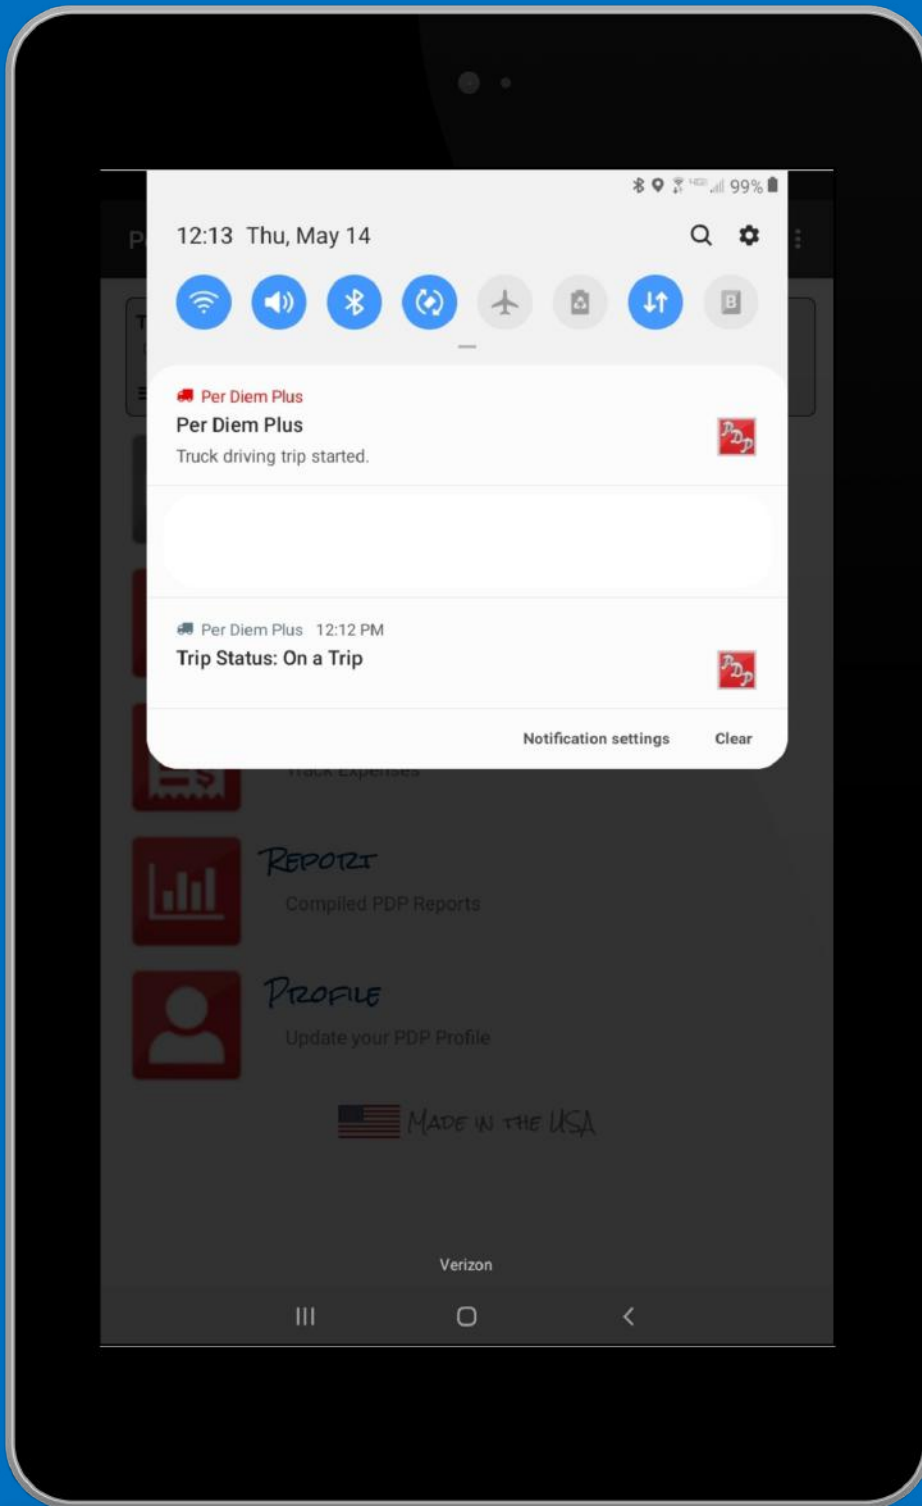 99%
12:13 Thu, May 14
Per Diem Plus
Per Diem Plus
Truck driving trip started.
PDP
Per Diem Plus 12:12 PM
Trip Status: On a Trip
PDP
Notification settings Clear
Track Expenses
REPORT
Compiled PDP Reports
PROFILE
Update your PDP Profile
MADE IN THE USA
Verizon